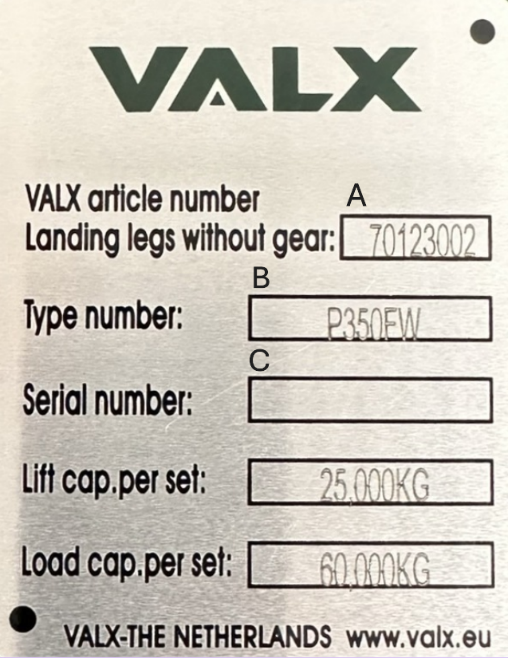 VALX
VALX article number
A
Landing legs without gear: 70123002
B
Type number: P350FW
C
Serial number:
Lift cap.per set: 25.000KG
Load cap.per set: 60.000KG
VALX-THE NETHERLANDS www.valx.eu